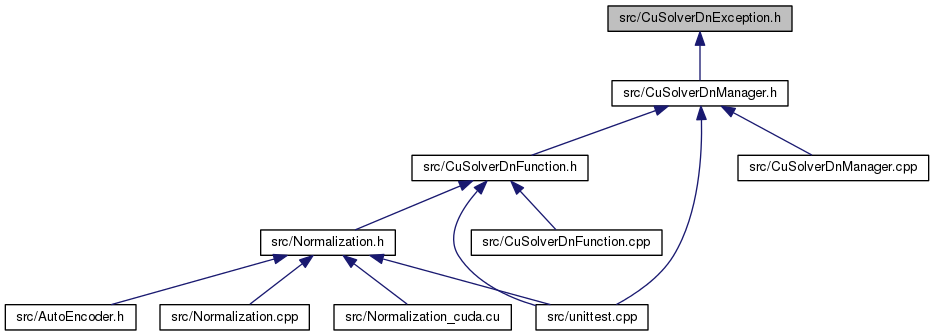 src/CuSolverDnException.h
src/CuSolverDnManager.h
src/CuSolverDnFunction.h
src/CuSolverDnManager.cpp
src/Normalization.h
src/CuSolverDnFunction.cpp
src/AutoEncoder.h
src/Normalization.cpp
src/Normalization_cuda.cu
src/unittest.cpp